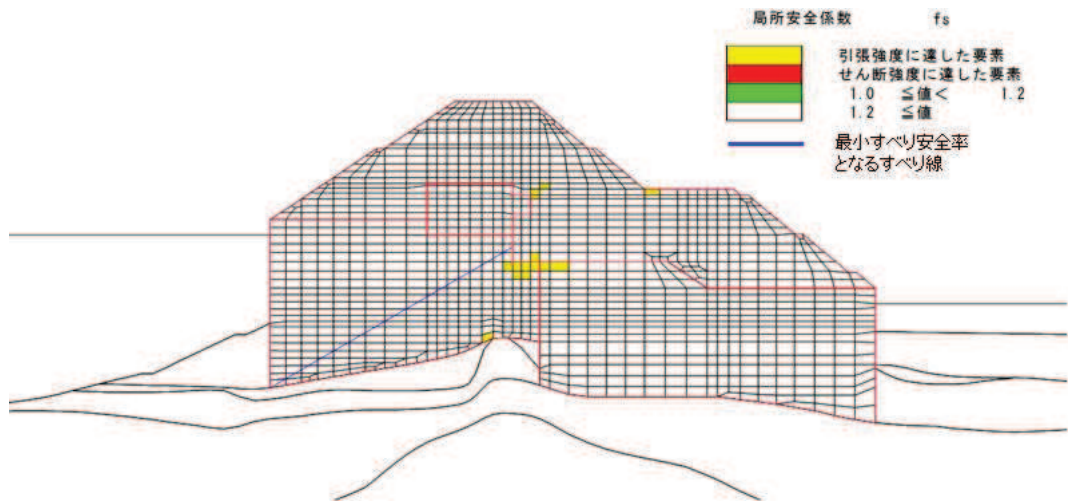 局所安全係数 fs
引張強度に達した要素
せん断強度に達した要素
1.0 ≦値< 1.2
1.2 ≦値
最小すべり安全率
となるすべり線